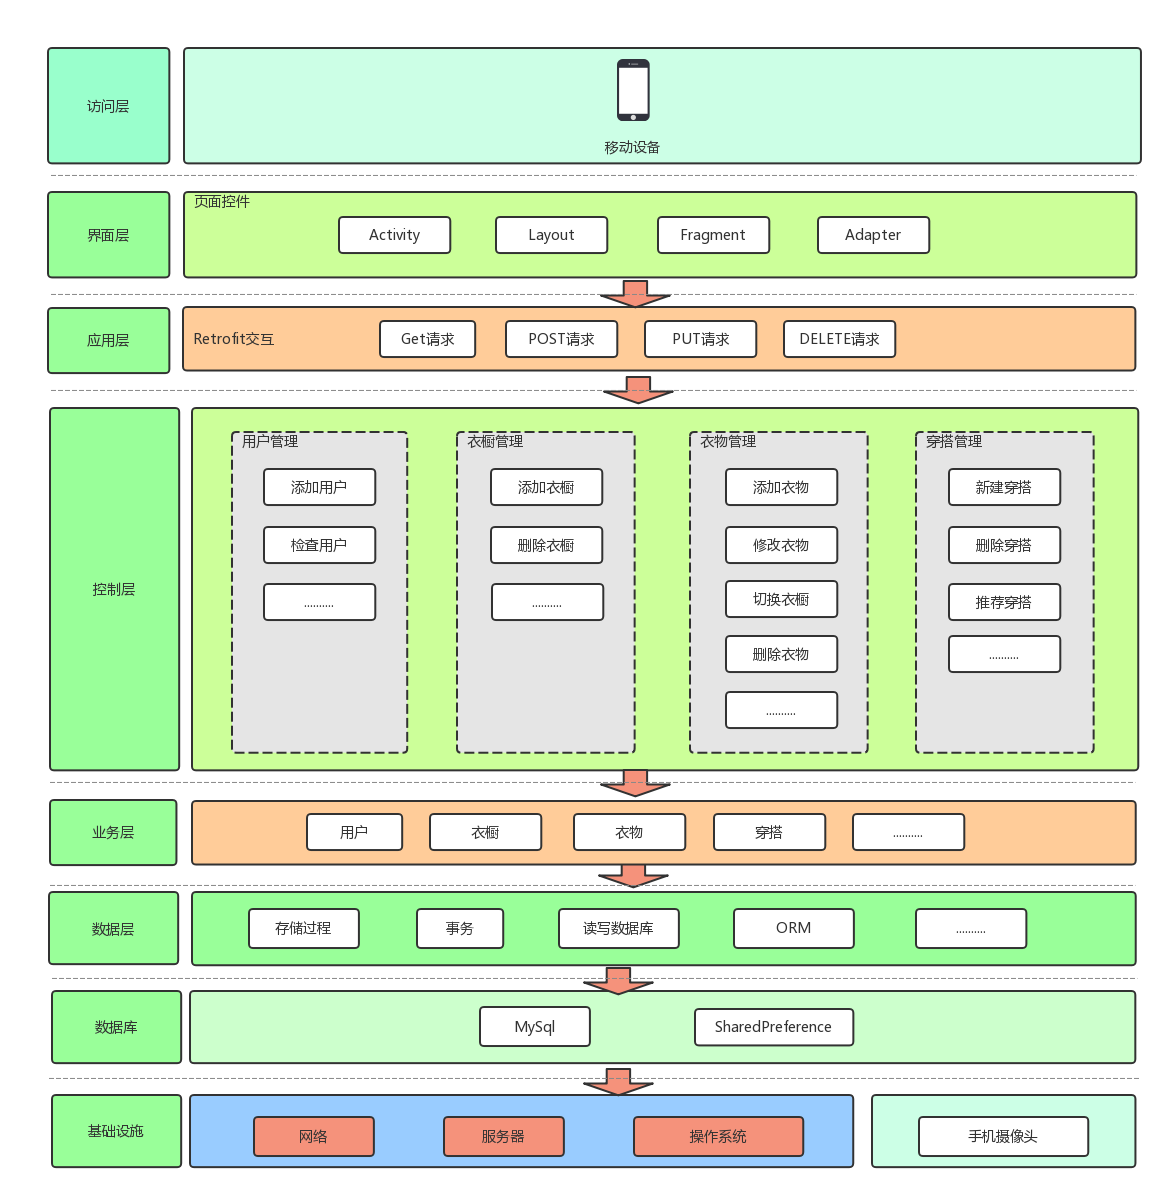 访问层
移动设备
界面层
页面控件
Activity
Layout
Fragment
Adapter
应用层
Retrofit交互
Get请求
POST请求
PUT请求
DELETE请求
控制层
用户管理
添加用户
检查用户
..........
衣橱管理
添加衣橱
删除衣橱
..........
衣物管理
添加衣物
修改衣物
切换衣橱
删除衣物
..........
穿搭管理
新建穿搭
删除穿搭
推荐穿搭
..........
业务层
用户
衣橱
衣物
穿搭
..........
数据层
存储过程
事务
读写数据库
ORM
..........
数据库
MySql
SharedPreference
基础设施
网络
服务器
操作系统
手机摄像头